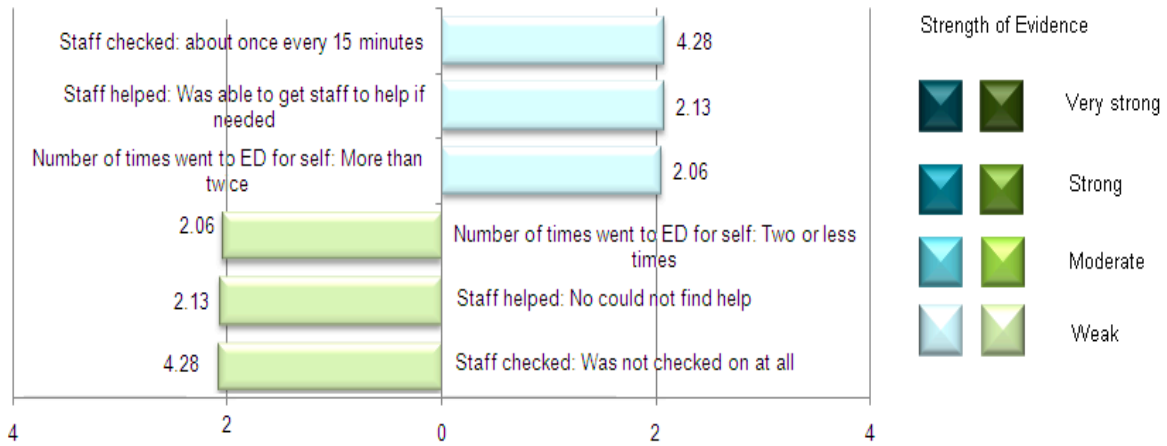 Staff checked: about once every 15 minutes
4.28
Strength of Evidence
Staff helped: Was able to get staff to help if
needed
2.13
Very strong
Number of times went to ED for self: More than
twice
2.06
Strong
2.06
Number of times went to ED for self: Two or less
times
Moderate
2.13
Staff helped: No could not find help
Weak
4.28
Staff checked: Was not checked on at all
4
2
0
2
4